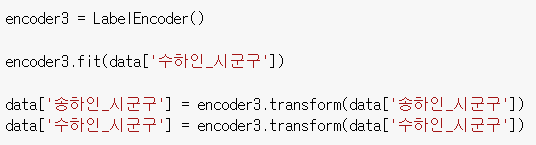 encoder3 = LabelEncoder()
encoder3.fit(data['수하인_시군구'])
data['송하인_시군구'] = encoder3.transform(data['송하인_시군구'])
data['수하인_시군구'] = encoder3.transform(data['수하인_시군구'])